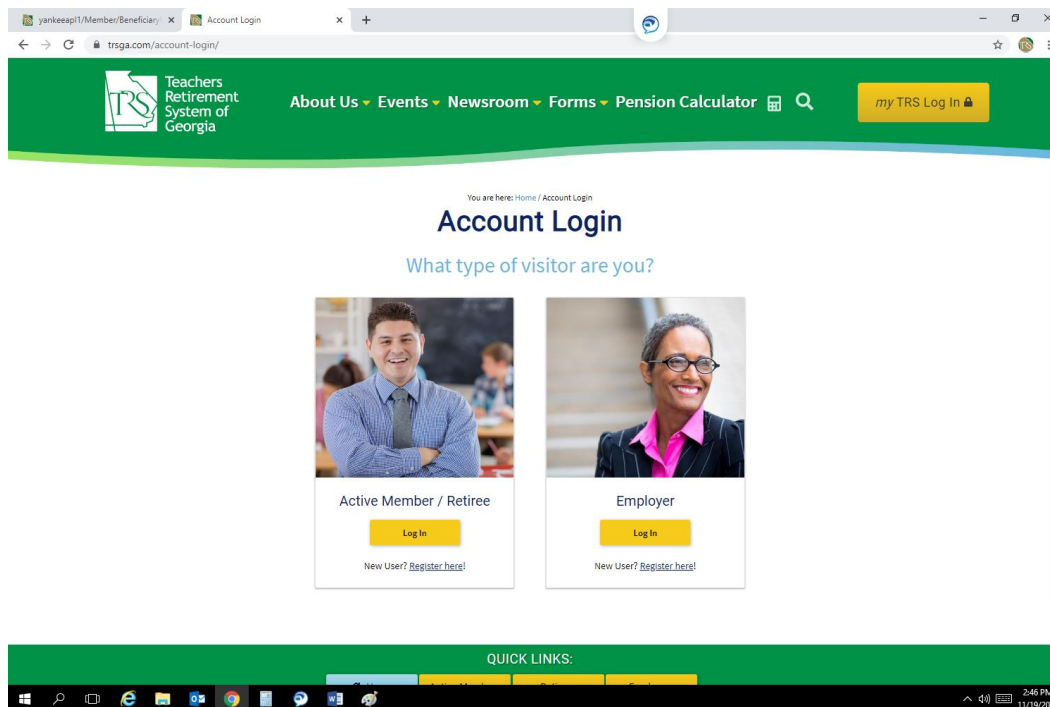 yankeeapl1/Member/Beneficiary
Account Login
trsga.com/account-login/
TRS
Teachers
Retirement
System of
Georgia
About Us Events Newsroom Forms Pension Calculator
my TRS Log In
You are here: Home / Account Login
Account Login
What type of visitor are you?
Active Member / Retiree
Log In
New User? Register here!
Employer
Log In
New User? Register here!
QUICK LINKS:
2:46 PM